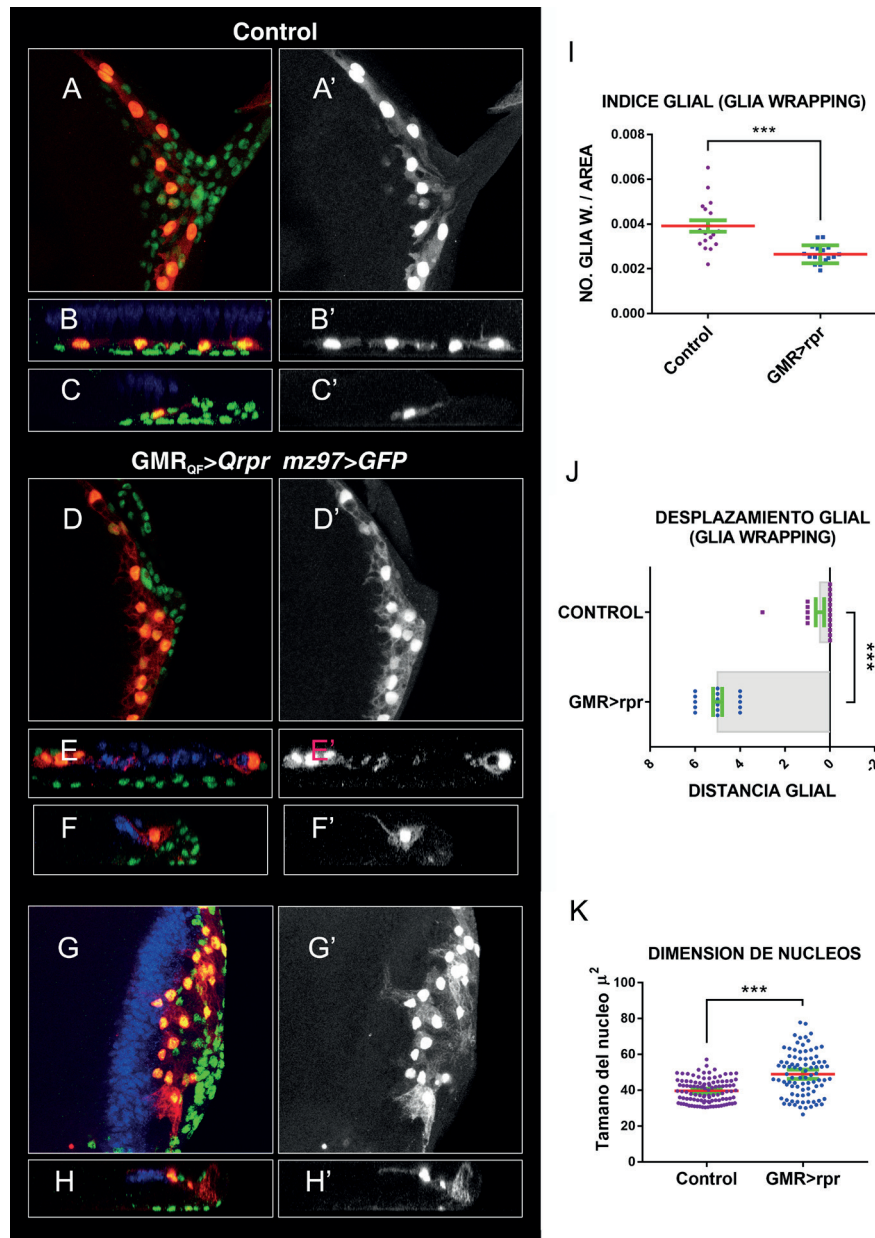 Control
A
A'
B
B'
C
C'
GMRQF>Qrpr mz97>GFP
D
D'
E
E'
F
F'
G
G'
H
H'
I
INDICE GLIAL (GLIA WRAPPING)
***
NO. GLIA W. / AREA
0.008
0.006
0.004
0.002
0.000
Control
GMR>rpr
J
DESPLAZAMIENTO GLIAL
(GLIA WRAPPING)
CONTROL
GMR>rpr
***
8
6
4
2
0
-2
DISTANCIA GLIAL
K
DIMENSION DE NUCLEOS
***
Tamano del nucleo µ²
100
80
60
40
20
0
Control
GMR>rpr